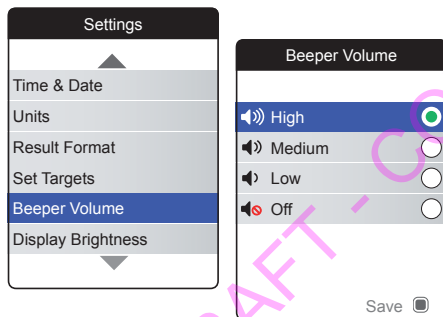 Settings
Time & Date
Units
Result Format
Set Targets
Beeper Volume
Display Brightness
Beeper Volume
High
Medium
Low
Off
Save